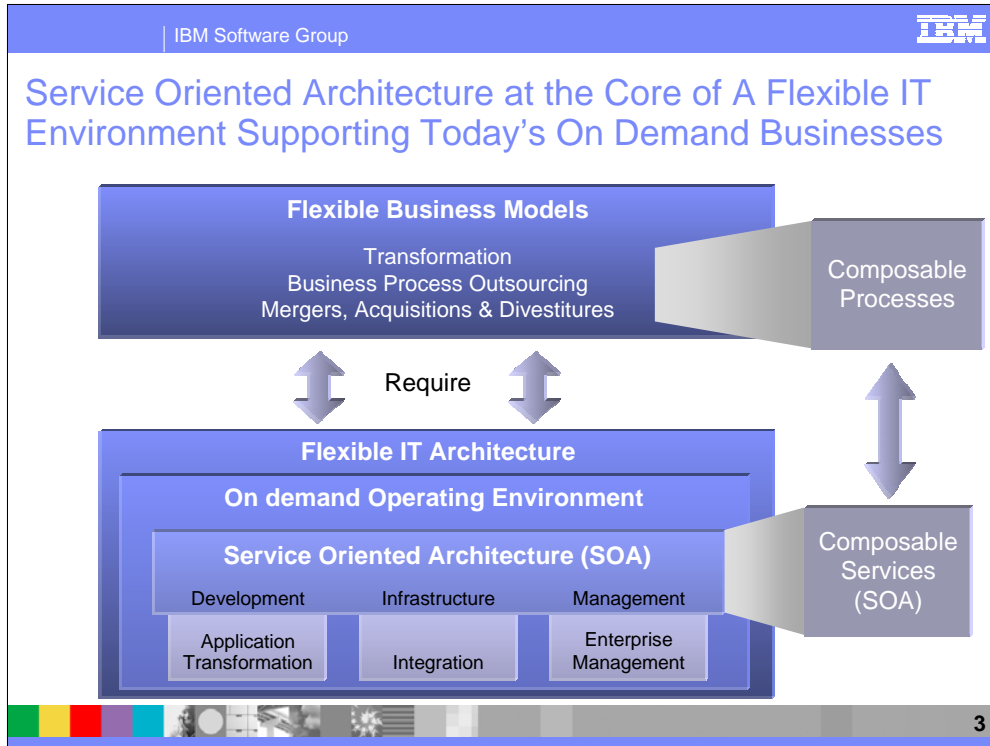 IBM Software Group
IBM
Service Oriented Architecture at the Core of A Flexible IT
Environment Supporting Today's On Demand Businesses
Flexible Business Models
Transformation
Business Process Outsourcing
Mergers, Acquisitions & Divestitures
Composable
Processes
Require
Flexible IT Architecture
On demand Operating Environment
Service Oriented Architecture (SOA)
Development
Infrastructure
Management
Application
Transformation
Integration
Enterprise
Management
Composable
Services
(SOA)
3